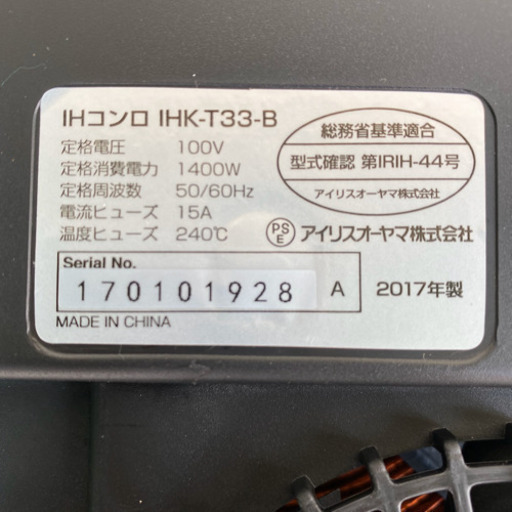 IHコンロ IHK-T33-B
定格電圧 100V
定格消費電力 1400W
定格周波数 50/60Hz
電流ヒューズ 15A
温度ヒューズ 240℃
総務省基準適合
型式確認 第IRIH-44号
アイリスオーヤマ株式会社
PSE アイリスオーヤマ株式会社
Serial No.
170101928 A 2017年製
MADE IN CHINA